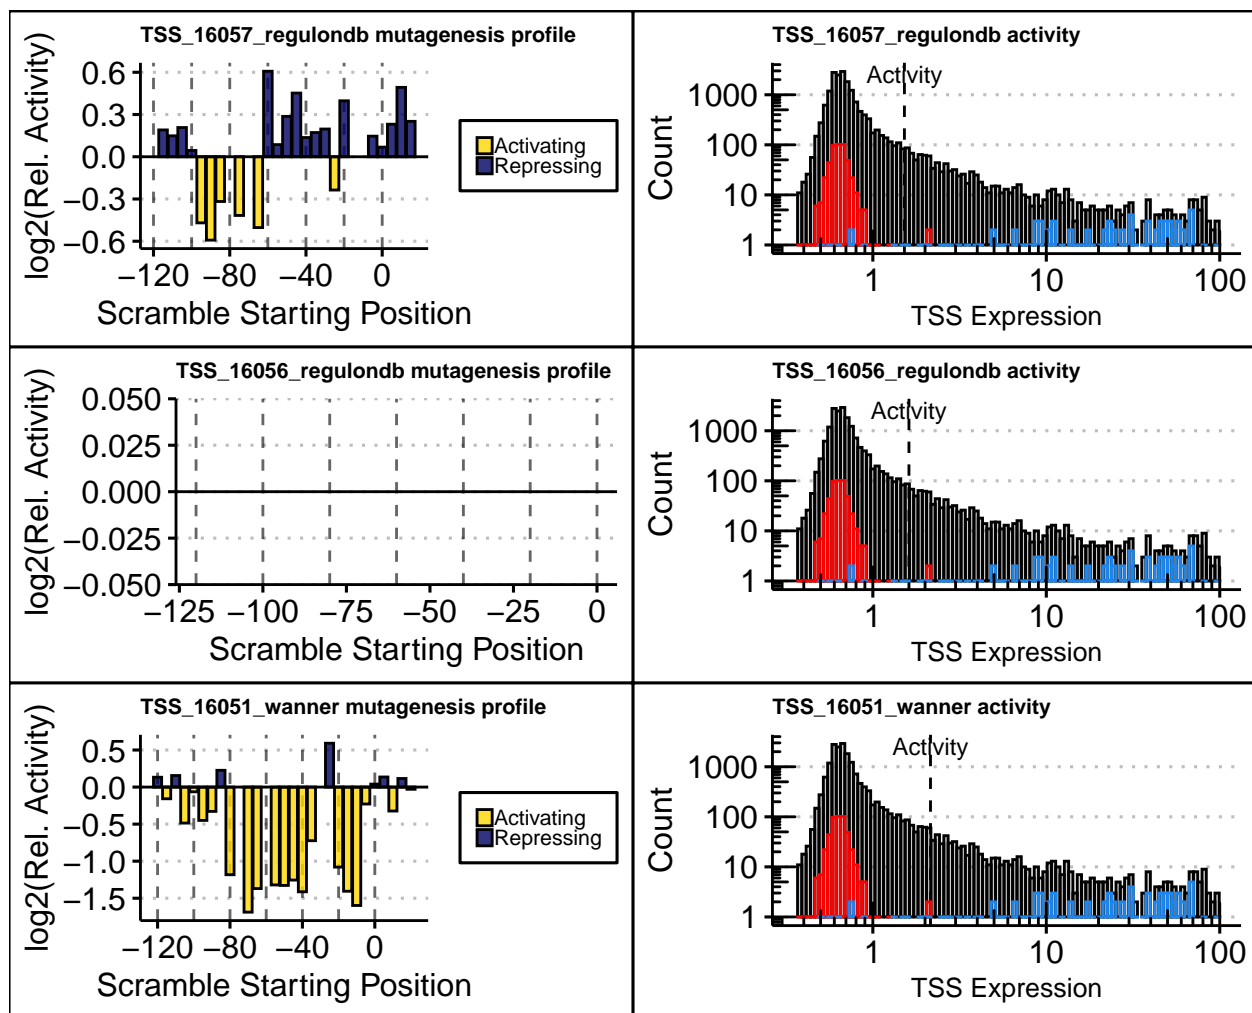 TSS_16057_regulondb mutagenesis profile
log2(Rel. Activity)
0.6
0.3
0.0
−0.3
−0.6
−120 −80 −40 0
Scramble Starting Position
Activating
Repressing
TSS_16057_regulondb activity
Activity
Count
1000
100
10
1
1 10 100
TSS Expression
TSS_16056_regulondb mutagenesis profile
log2(Rel. Activity)
0.050
0.025
0.000
−0.025
−0.050
−125 −100 −75 −50 −25 0
Scramble Starting Position
TSS_16056_regulondb activity
Activity
Count
1000
100
10
1
1 10 100
TSS Expression
TSS_16051_wanner mutagenesis profile
log2(Rel. Activity)
0.5
0.0
−0.5
−1.0
−1.5
−120 −80 −40 0
Scramble Starting Position
Activating
Repressing
TSS_16051_wanner activity
Activity
Count
1000
100
10
1
1 10 100
TSS Expression